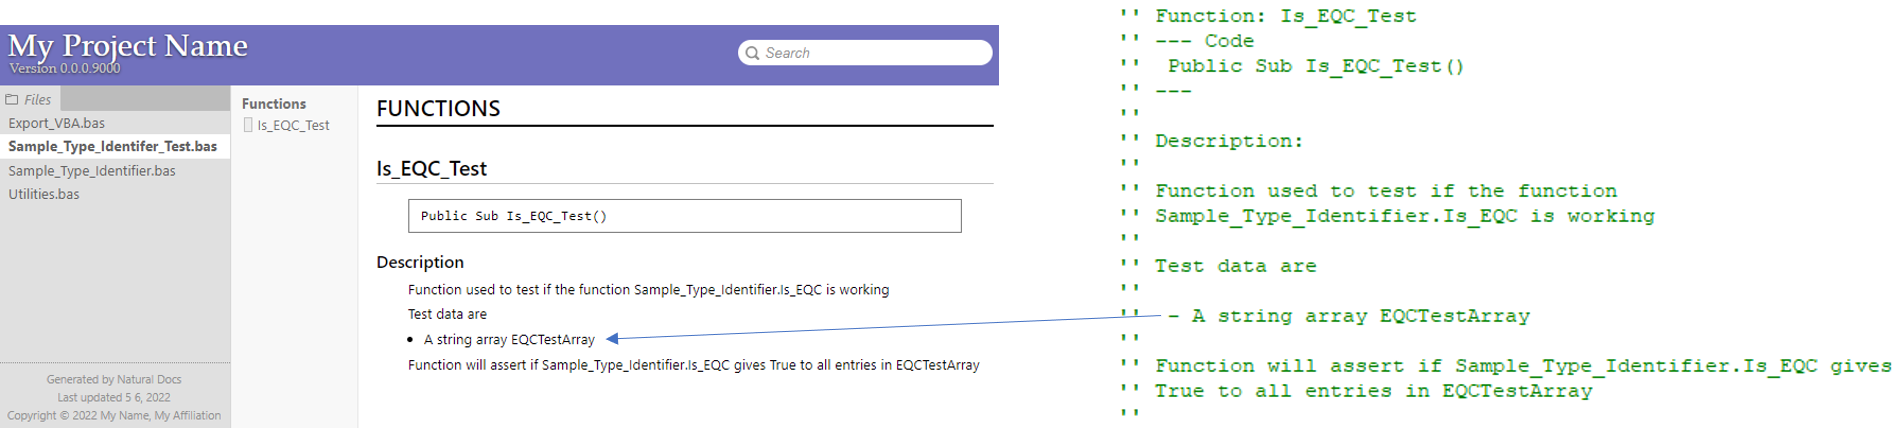 My Project Name
Version 0.0.0.9000
Search
Files
Export_VBA.bas
Sample_Type_Identifer_Test.bas
Sample_Type_Identifier.bas
Utilities.bas
Generated by Natural Docs
Last updated 5 6, 2022
Copyright © 2022 My Name, My Affiliation
Functions
Is_EQC_Test
FUNCTIONS
Is_EQC_Test
Public Sub Is_EQC_Test()
Description
Function used to test if the function Sample_Type_Identifier.Is_EQC is working
Test data are
• A string array EQCTestArray
Function will assert if Sample_Type_Identifier.Is_EQC gives True to all entries in EQCTestArray
'' Function: Is_EQC_Test
'' --- Code
''  Public Sub Is_EQC_Test()
'' ---
''
'' Description:
''
'' Function used to test if the function
'' Sample_Type_Identifier.Is_EQC is working
''
'' Test data are
''
''  - A string array EQCTestArray
''
'' Function will assert if Sample_Type_Identifier.Is_EQC gives
'' True to all entries in EQCTestArray
''